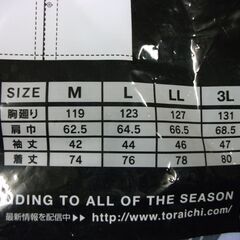 SIZE M L LL 3L
胸廻り 119 123 127 131
肩巾 62.5 64.5 66.5 68.5
袖丈 42 44 46 47
着丈 74 76 78 80
NDING TO ALL OF THE SEASON
最新情報を配信中 ▶▶ http://www.toraichi.com/